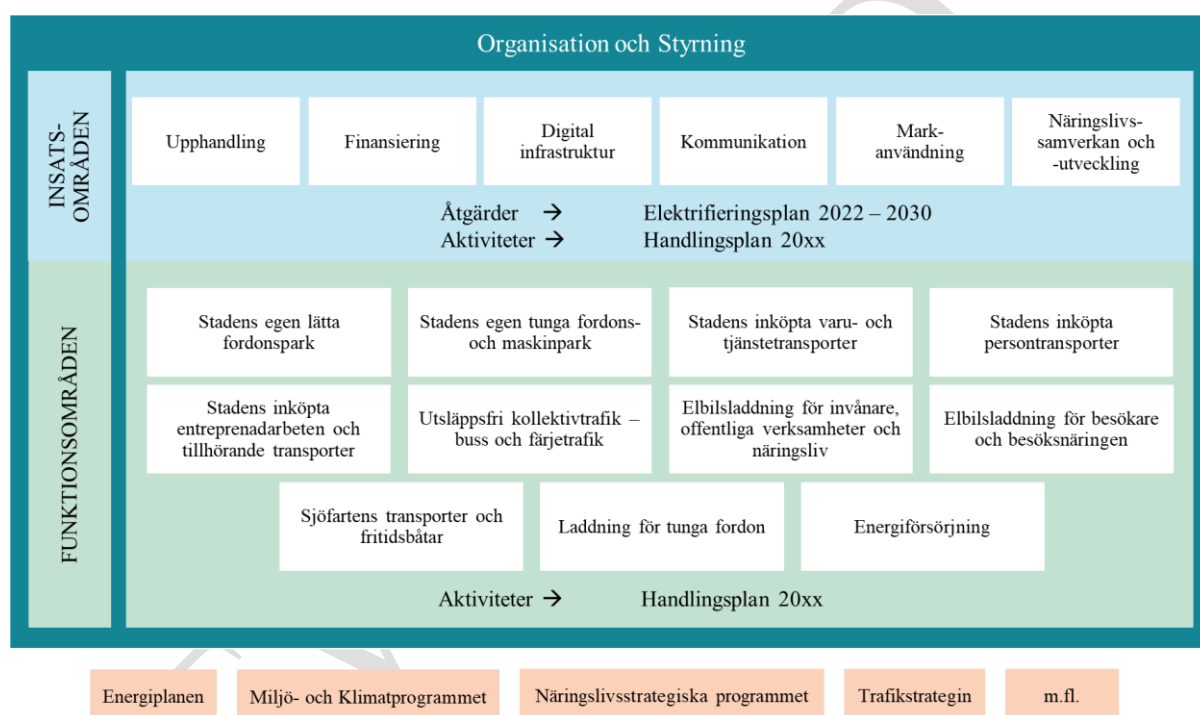 Organisation och Styrning
INSATS-
OMRÅDEN
Upphandling
Finansiering
Digital
infrastruktur
Kommunikation
Mark-
användning
Näringslivs-
samverkan och
-utveckling
Åtgärder → Elektrifieringsplan 2022 – 2030
Aktiviteter → Handlingsplan 20xx
FUNKTIONSOMRÅDEN
Stadens egen lätta
fordonspark
Stadens egen tunga fordons-
och maskinpark
Stadens inköpta varu- och
tjänstetransporter
Stadens inköpta
persontransporter
Stadens inköpta
entreprenadarbeten och
tillhörande transporter
Utsläppsfri kollektivtrafik –
buss och färjetrafik
Elbilsladdning för invånare,
offentliga verksamheter och
näringsliv
Elbilsladdning för besökare
och besöksnäringen
Sjöfartens transporter och
fritidsbåtar
Laddning för tunga fordon
Energiförsörjning
Aktiviteter → Handlingsplan 20xx
Energiplanen
Miljö- och Klimatprogrammet
Näringslivsstrategiska programmet
Trafikstrategin
m.fl.